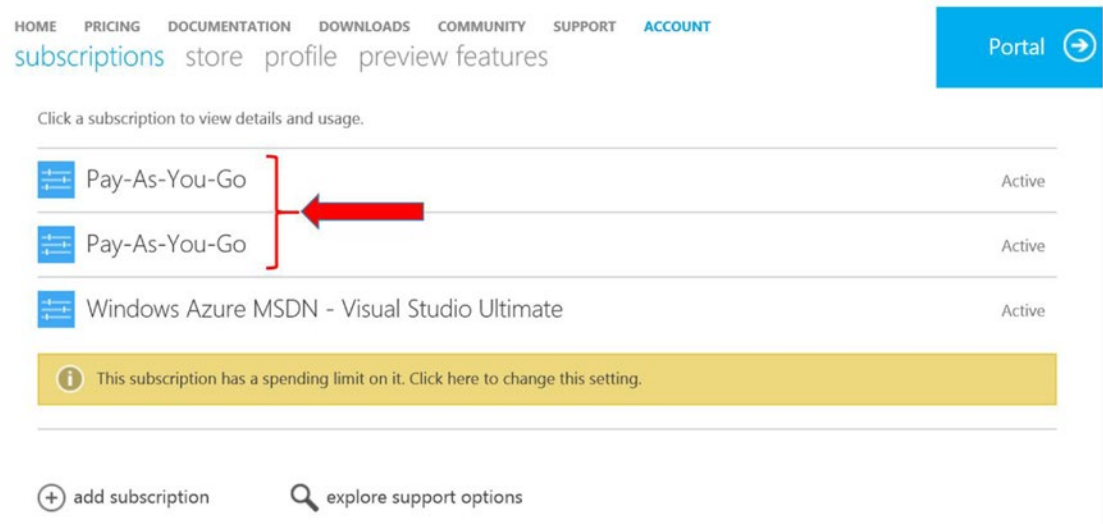 HOME PRICING DOCUMENTATION DOWNLOADS COMMUNITY SUPPORT ACCOUNT
subscriptions store profile preview features
Portal
Click a subscription to view details and usage.
Pay-As-You-Go Active
Pay-As-You-Go Active
Windows Azure MSDN - Visual Studio Ultimate Active
This subscription has a spending limit on it. Click here to change this setting.
add subscription explore support options